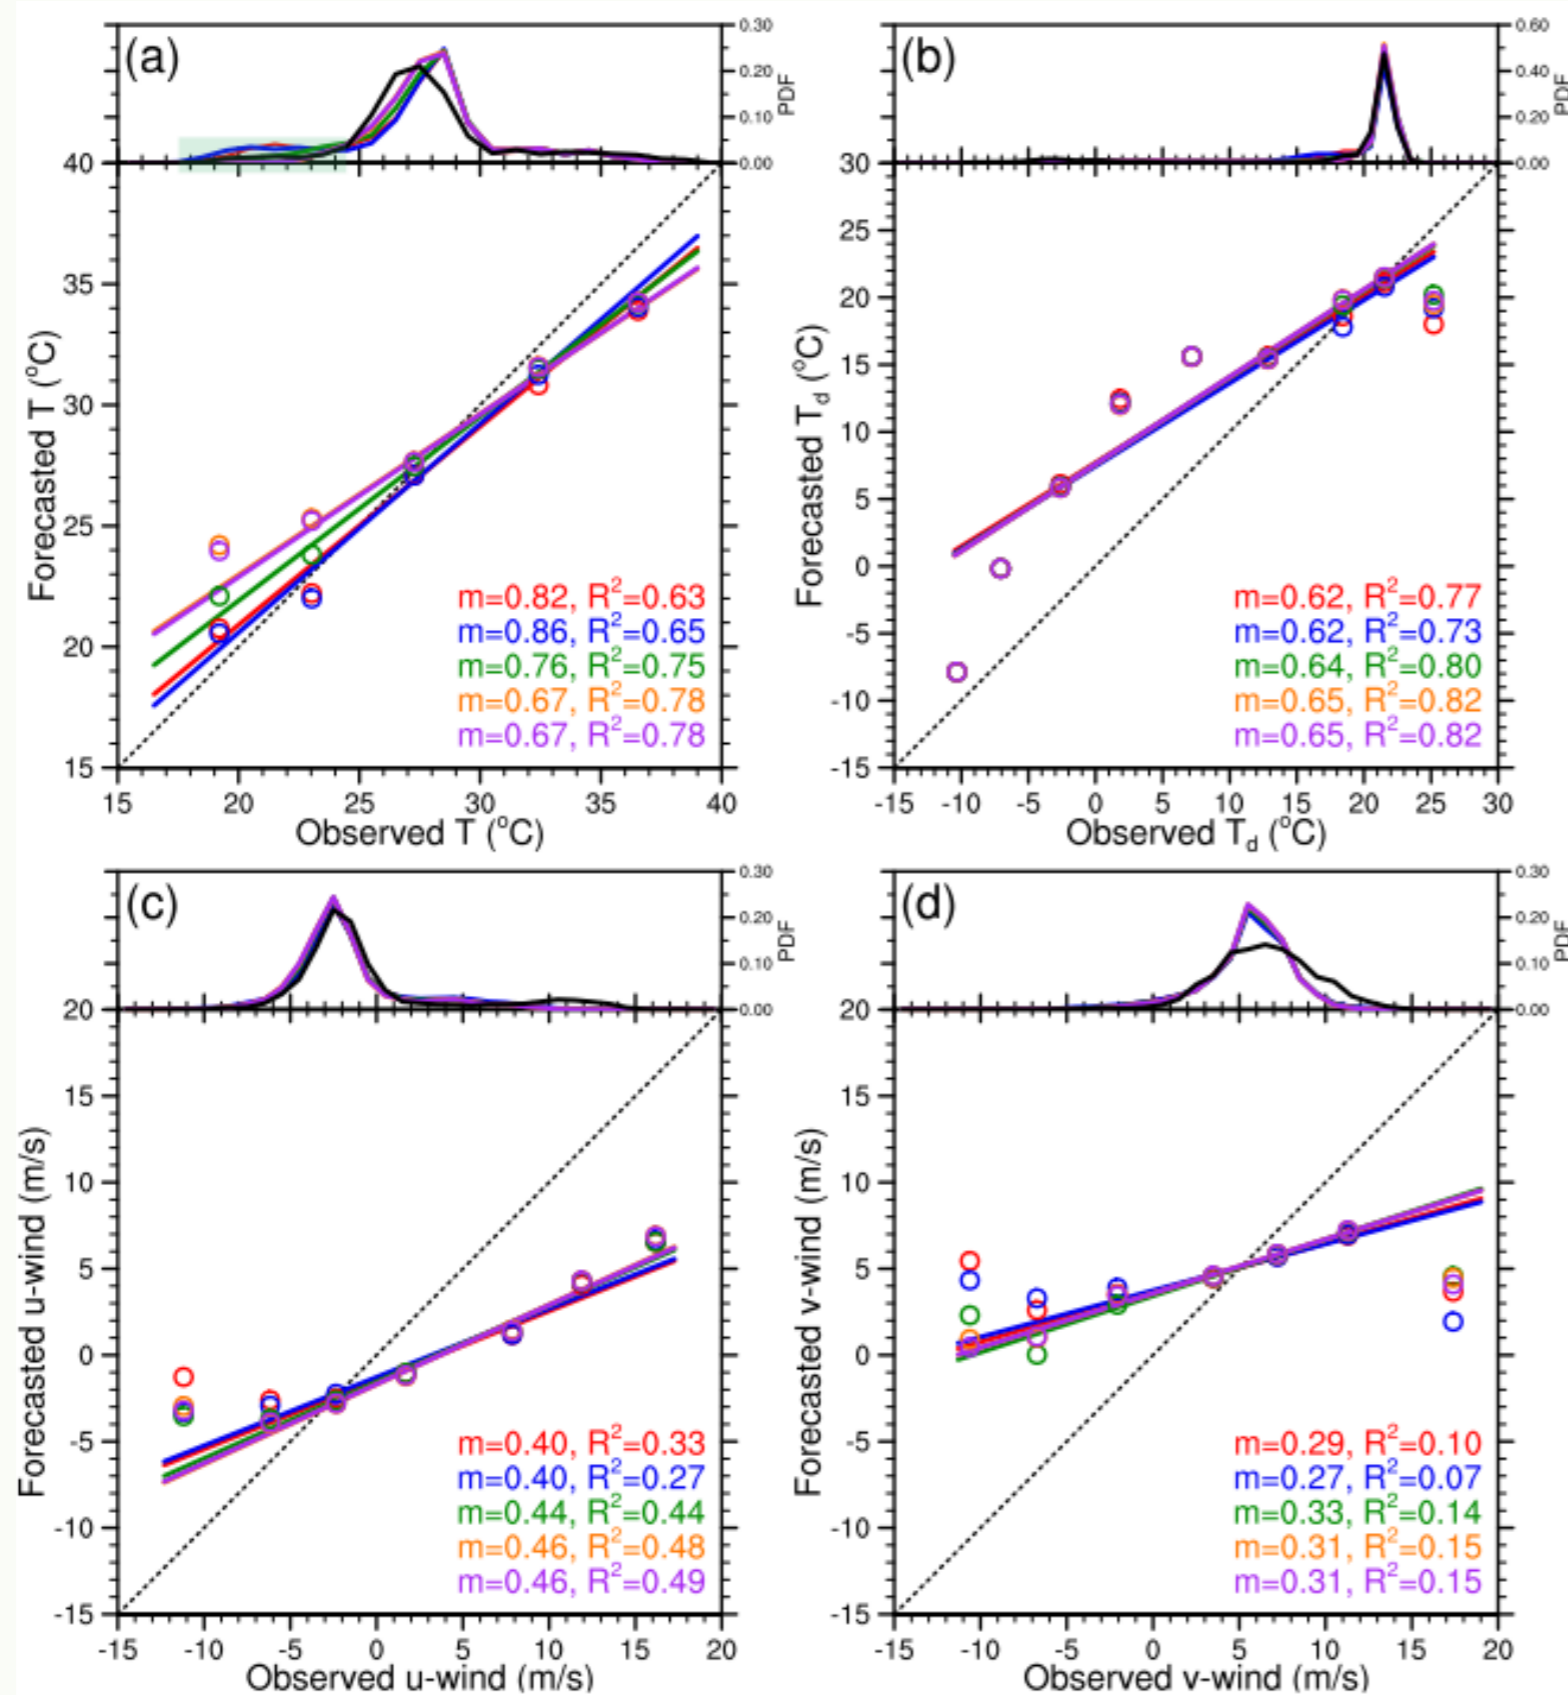 (a)
0.30
0.20
0.10
0.00
PDF
40
35
30
25
20
15
Forecasted T (°C)
m=0.82, R²=0.63
m=0.86, R²=0.65
m=0.76, R²=0.75
m=0.67, R²=0.78
m=0.67, R²=0.78
15 20 25 30 35 40
Observed T (°C)
(b)
0.60
0.40
0.20
0.00
PDF
30
25
20
15
10
5
0
-5
-10
-15
Forecasted T_d (°C)
m=0.62, R²=0.77
m=0.62, R²=0.73
m=0.64, R²=0.80
m=0.65, R²=0.82
m=0.65, R²=0.82
-15 -10 -5 0 5 10 15 20 25 30
Observed T_d (°C)
(c)
0.30
0.20
0.10
0.00
PDF
20
15
10
5
0
-5
-10
-15
Forecasted u-wind (m/s)
m=0.40, R²=0.33
m=0.40, R²=0.27
m=0.44, R²=0.44
m=0.46, R²=0.48
m=0.46, R²=0.49
-15 -10 -5 0 5 10 15 20
Observed u-wind (m/s)
(d)
0.30
0.20
0.10
0.00
PDF
20
15
10
5
0
-5
-10
-15
Forecasted v-wind (m/s)
m=0.29, R²=0.10
m=0.27, R²=0.07
m=0.33, R²=0.14
m=0.31, R²=0.15
m=0.31, R²=0.15
-15 -10 -5 0 5 10 15 20
Observed v-wind (m/s)